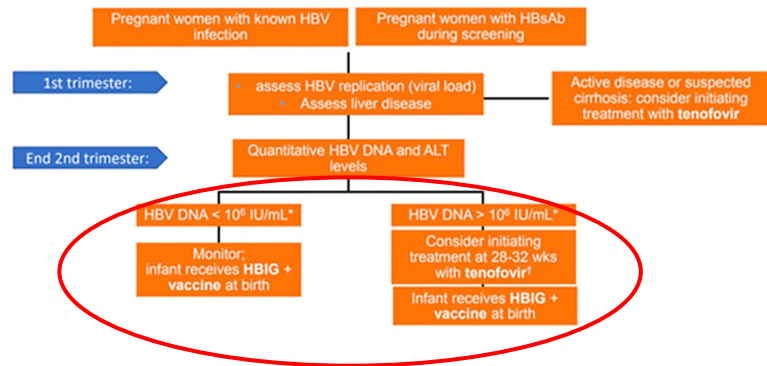 Pregnant women with known HBV
infection
Pregnant women with HBsAb
during screening
1st trimester:
• assess HBV replication (viral load)
• Assess liver disease
Active disease or suspected
cirrhosis: consider initiating
treatment with tenofovir
End 2nd trimester:
Quantitative HBV DNA and ALT
levels
HBV DNA < 10⁶ IU/mL*
HBV DNA > 10⁶ IU/mL*
Monitor;
infant receives HBIG +
vaccine at birth
Consider initiating
treatment at 28-32 wks
with tenofovir†
Infant receives HBIG +
vaccine at birth